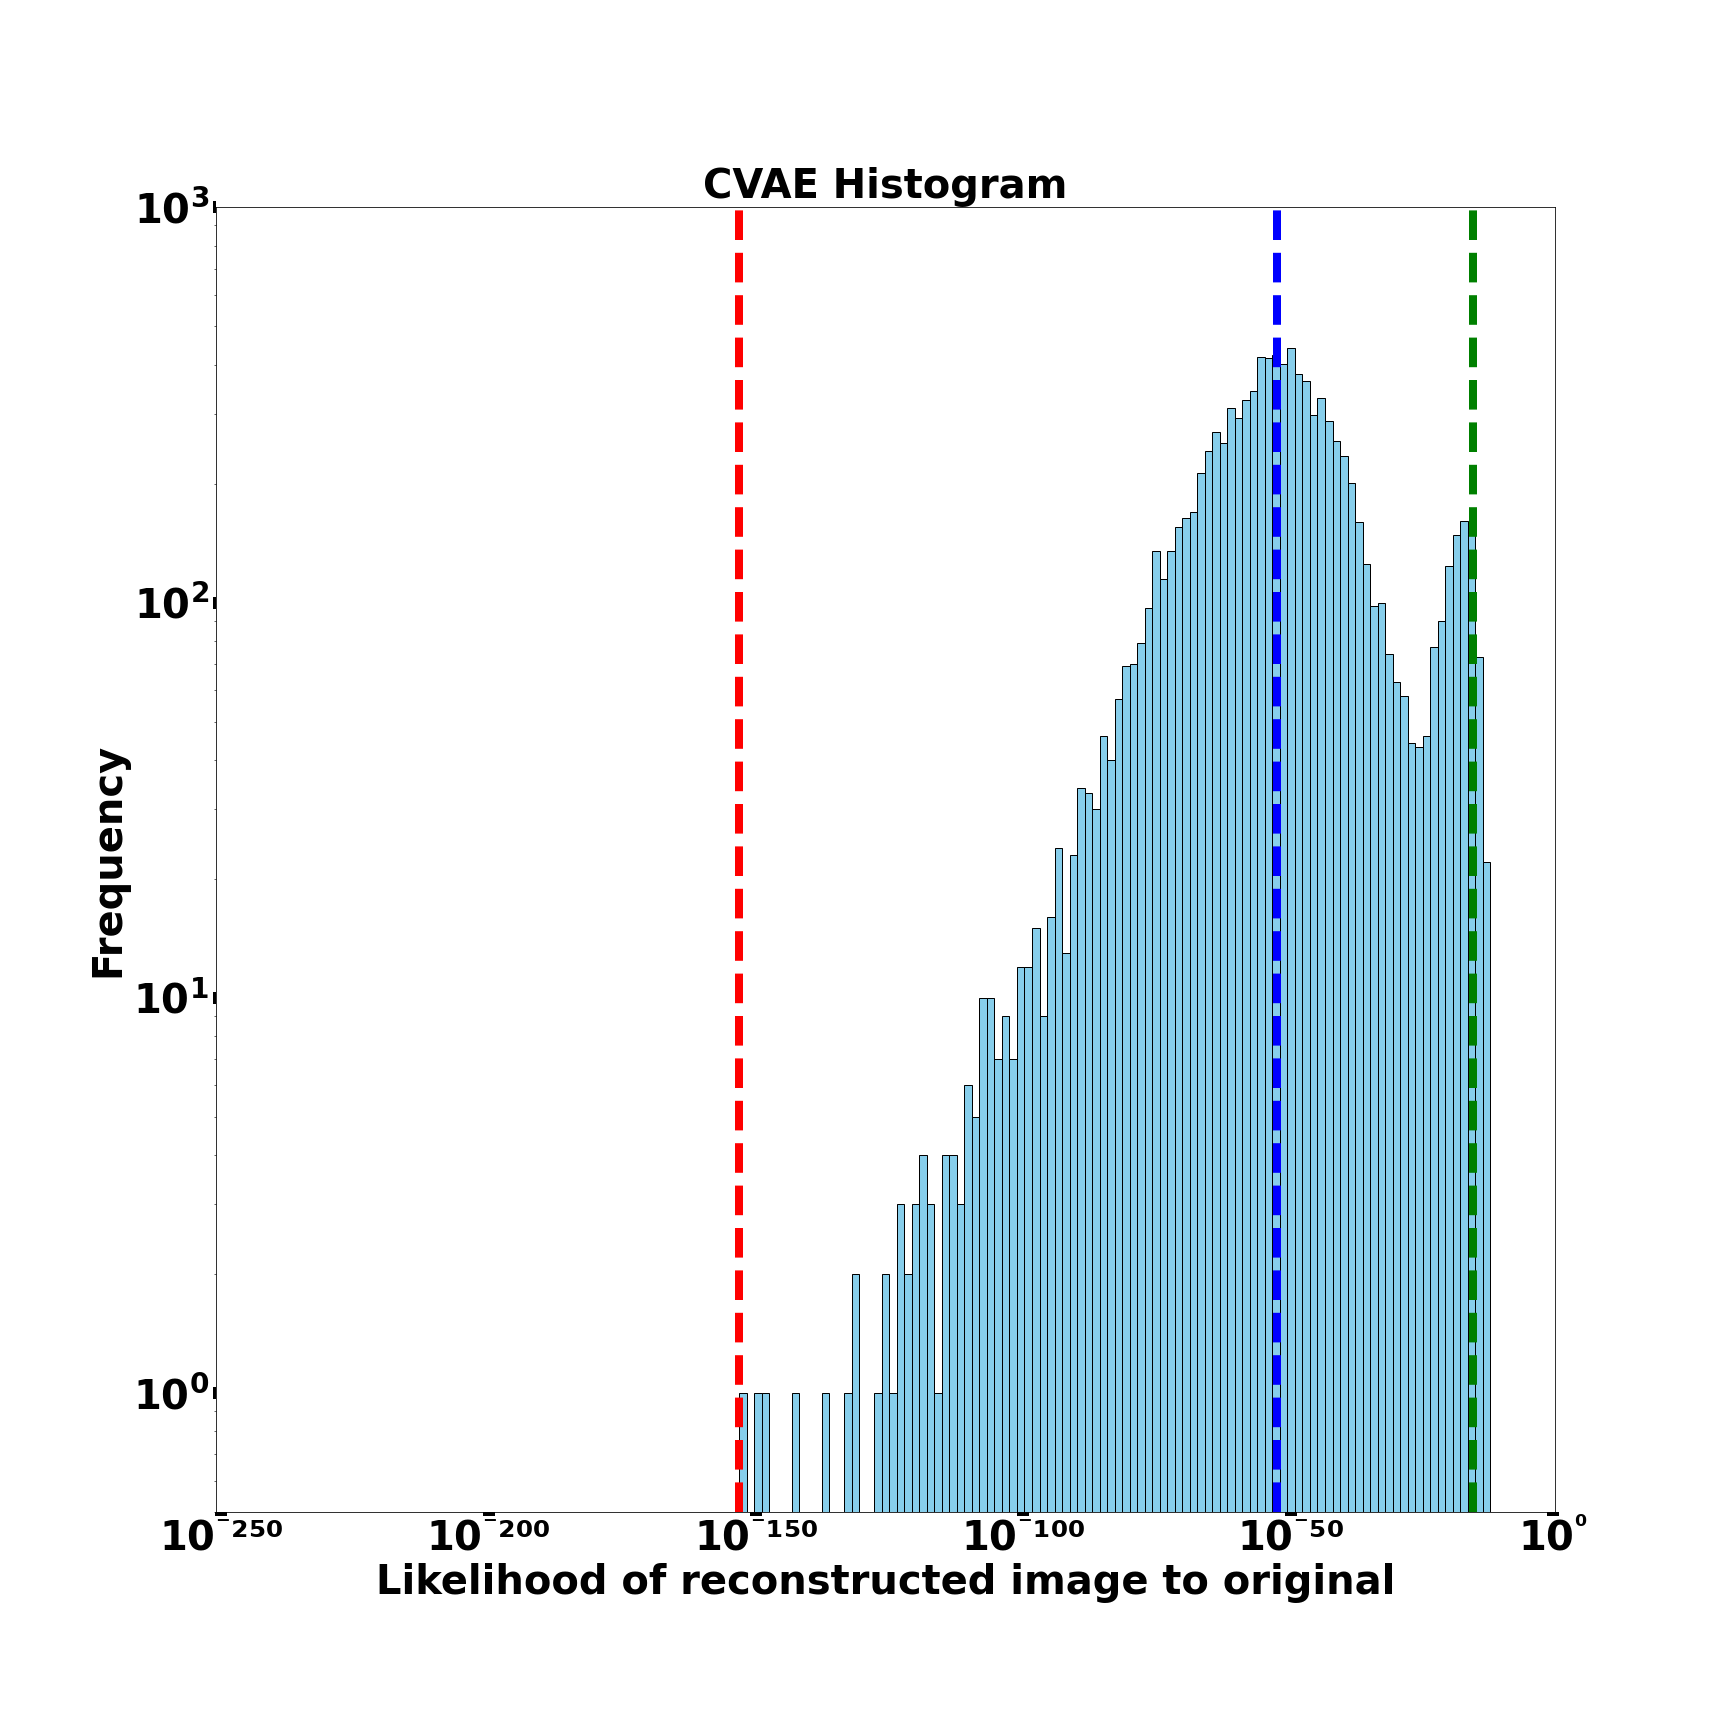 CVAE Histogram
10³
10²
10¹
10⁰
Frequency
10⁻²⁵⁰ 10⁻²⁰⁰ 10⁻¹⁵⁰ 10⁻¹⁰⁰ 10⁻⁵⁰ 10⁰
Likelihood of reconstructed image to original